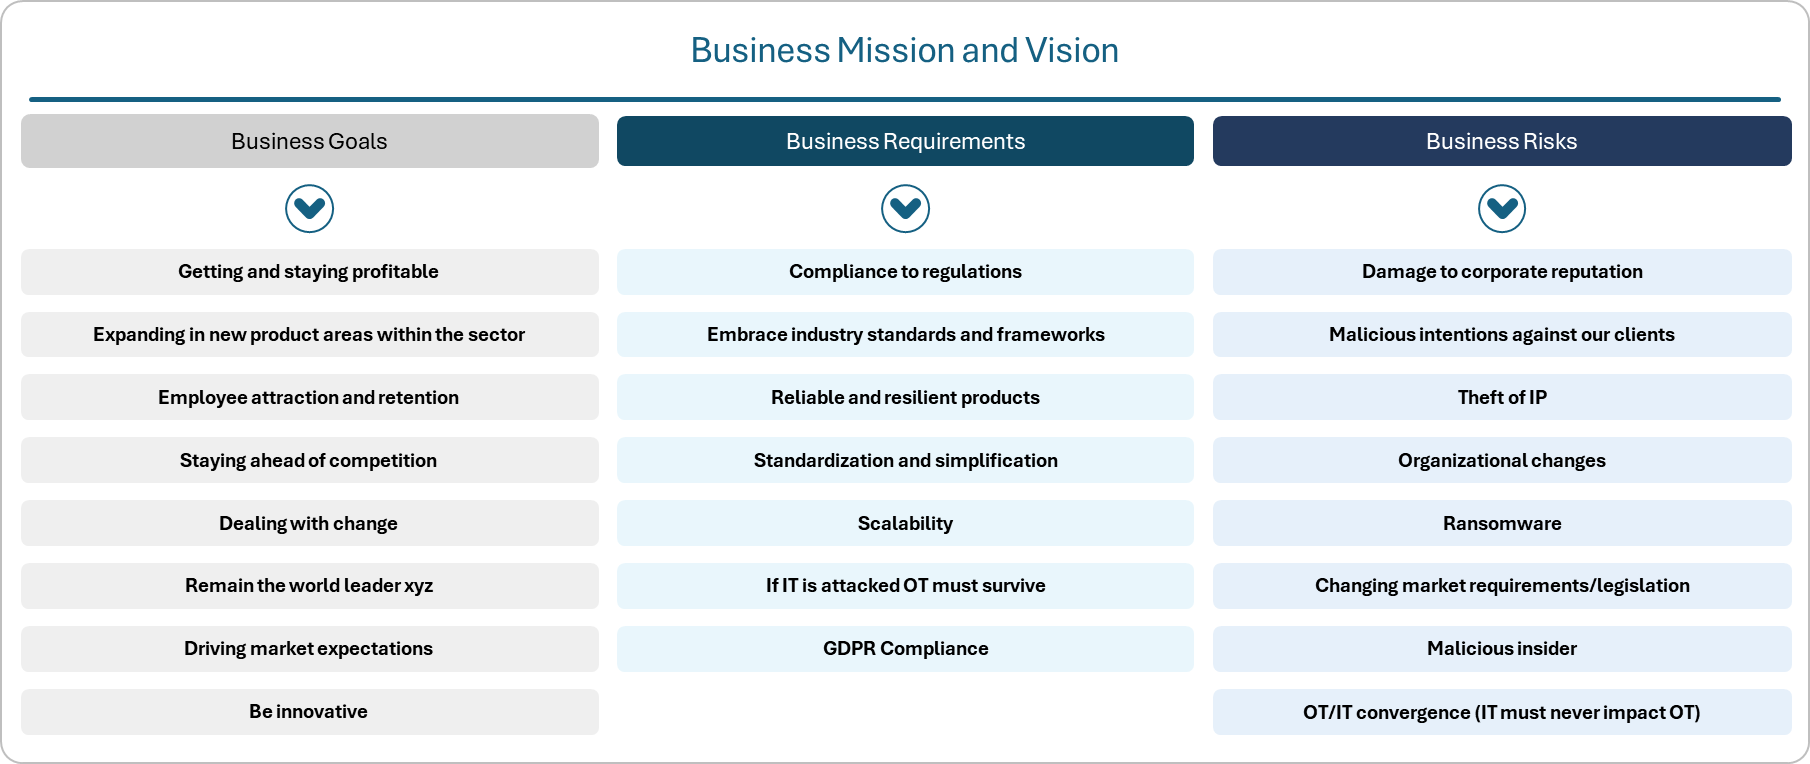 Business Mission and Vision
Business Goals
Business Requirements
Business Risks
Getting and staying profitable
Compliance to regulations
Damage to corporate reputation
Expanding in new product areas within the sector
Embrace industry standards and frameworks
Malicious intentions against our clients
Employee attraction and retention
Reliable and resilient products
Theft of IP
Staying ahead of competition
Standardization and simplification
Organizational changes
Dealing with change
Scalability
Ransomware
Remain the world leader xyz
If IT is attacked OT must survive
Changing market requirements/legislation
Driving market expectations
GDPR Compliance
Malicious insider
Be innovative
OT/IT convergence (IT must never impact OT)